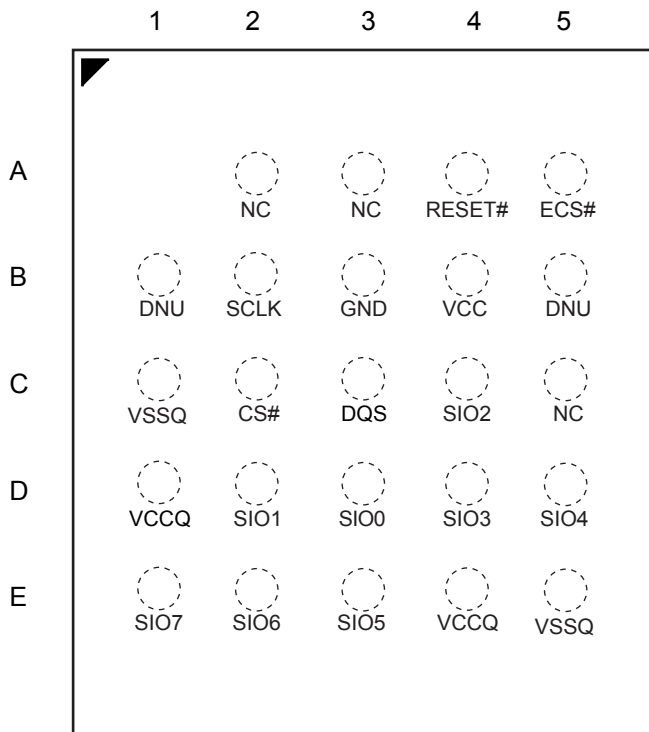 1 2 3 4 5
A
NC NC RESET# ECS#
B
DNU SCLK GND VCC DNU
C
VSSQ CS# DQS SIO2 NC
D
VCCQ SIO1 SIO0 SIO3 SIO4
E
SIO7 SIO6 SIO5 VCCQ VSSQ